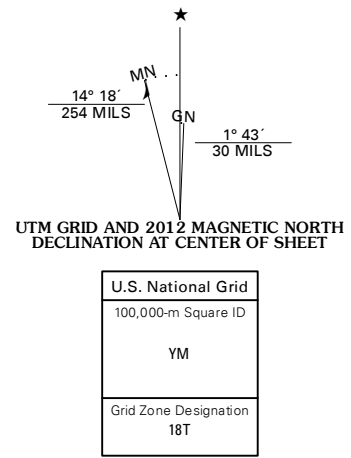 ★
MN
14° 18´
254 MILS
GN
1° 43´
30 MILS
UTM GRID AND 2012 MAGNETIC NORTH
DECLINATION AT CENTER OF SHEET
U.S. National Grid
100,000-m Square ID
YM
Grid Zone Designation
18T